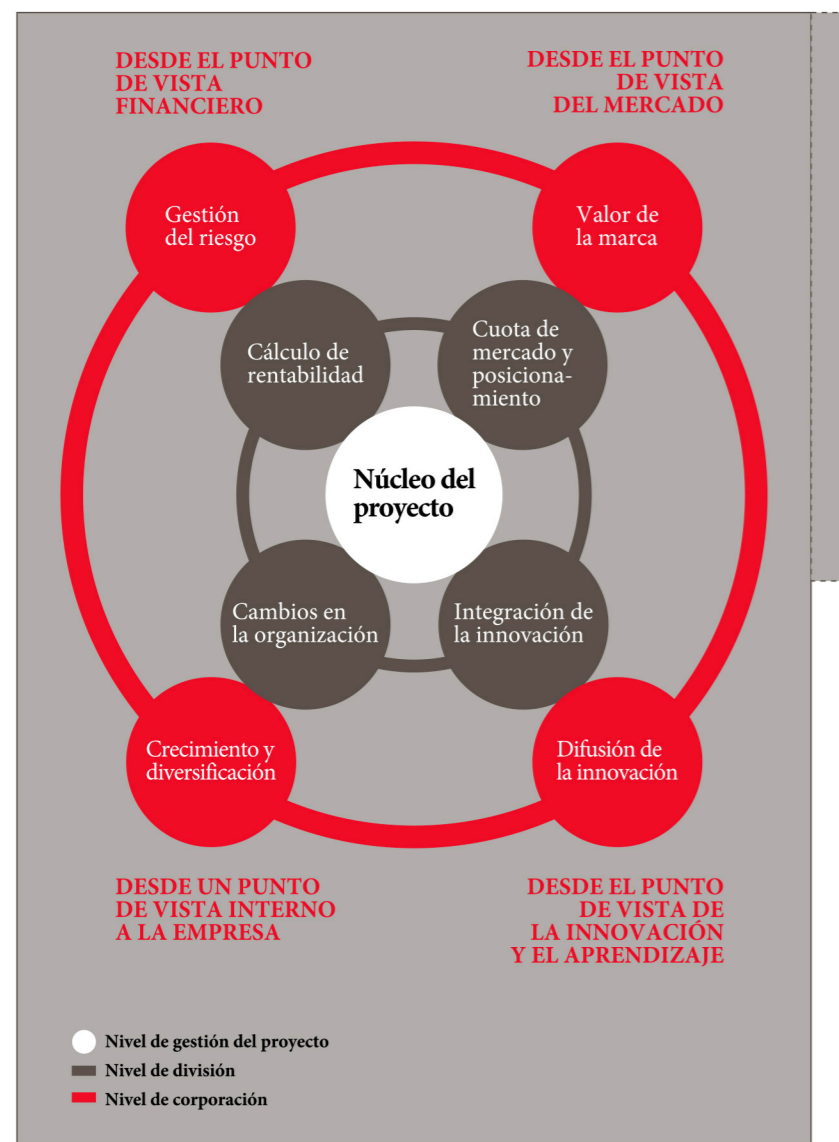 DESDE EL PUNTO
DE VISTA
FINANCIERO
DESDE EL PUNTO
DE VISTA
DEL MERCADO
Gestión
del riesgo
Valor de
la marca
Cálculo de
rentabilidad
Cuota de
mercado y
posiciona-
miento
Núcleo del
proyecto
Cambios en
la organización
Integración de
la innovación
Crecimiento y
diversificación
Difusión de
la innovación
DESDE UN PUNTO
DE VISTA INTERNO
A LA EMPRESA
DESDE EL PUNTO
DE VISTA DE
LA INNOVACIÓN
Y EL APRENDIZAJE
Nivel de gestión del proyecto
Nivel de división
Nivel de corporación